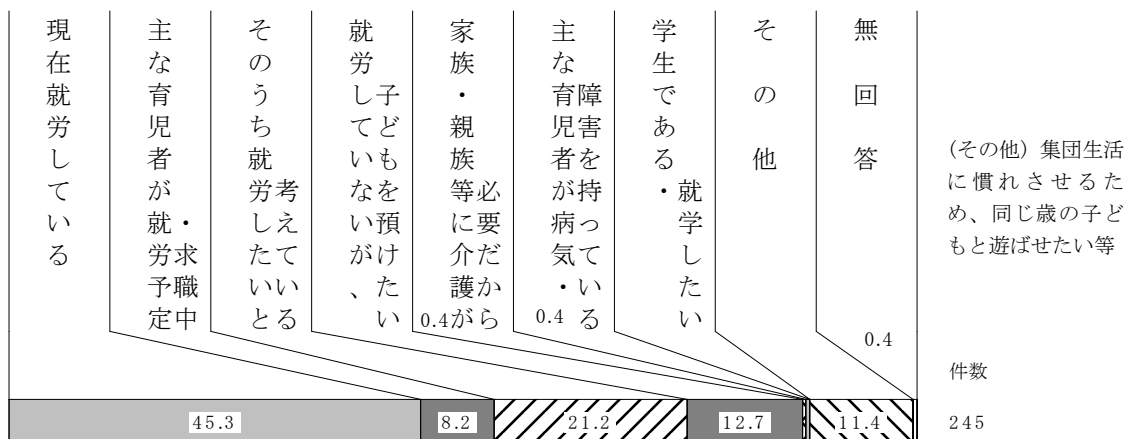 現在就労している
主な育児者が就労予定
・求職中
そのうち就労したいと
考えている
就労していないが、
子どもを預けたい
家族・親族等に介護が
必要だから
主な育児者が病気・
障害を持っている
学生である・就学したい
その他
無回答
(その他) 集団生活
に慣れさせるた
め、同じ歳の子ど
もと遊ばせたい等
0.4
0.4
0.4
件数
45.3
8.2
21.2
12.7
11.4
245